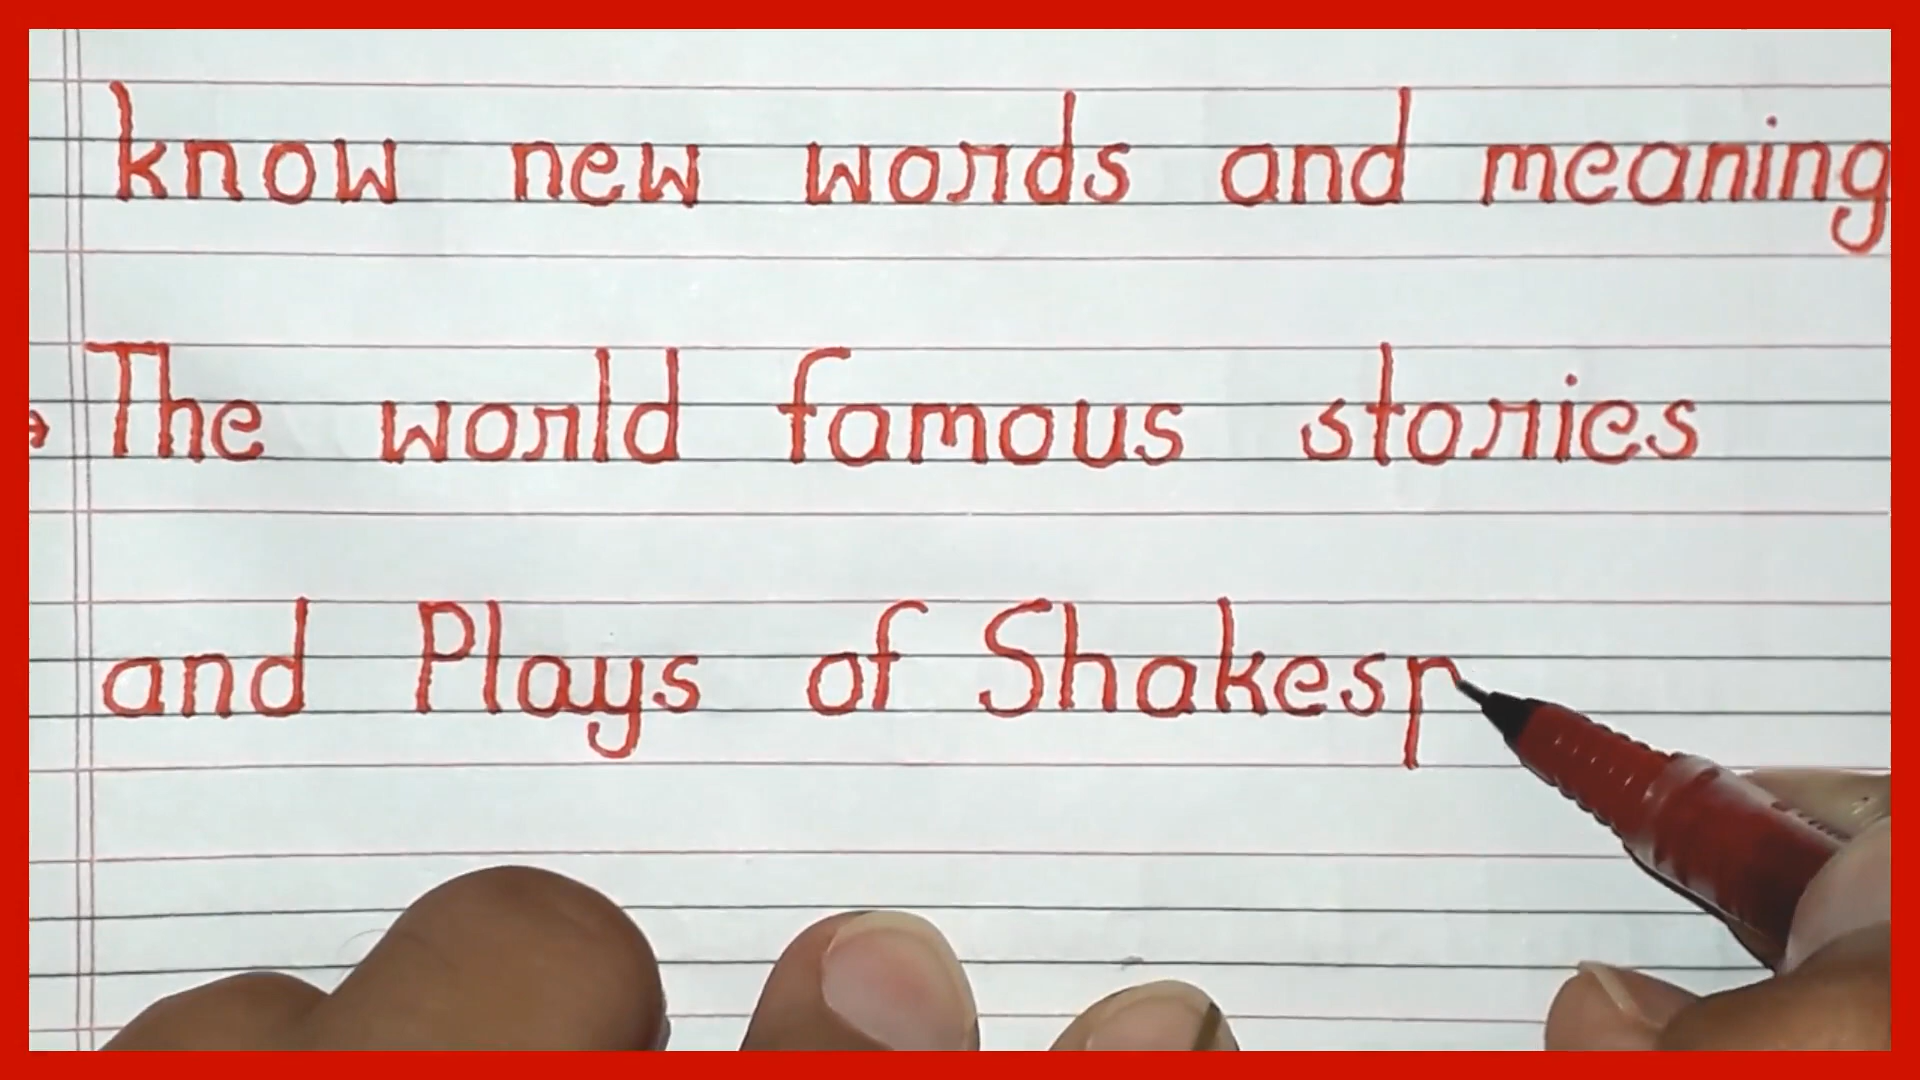 know new words and meaning
→ The world famous stories
and Plays of Shakesp